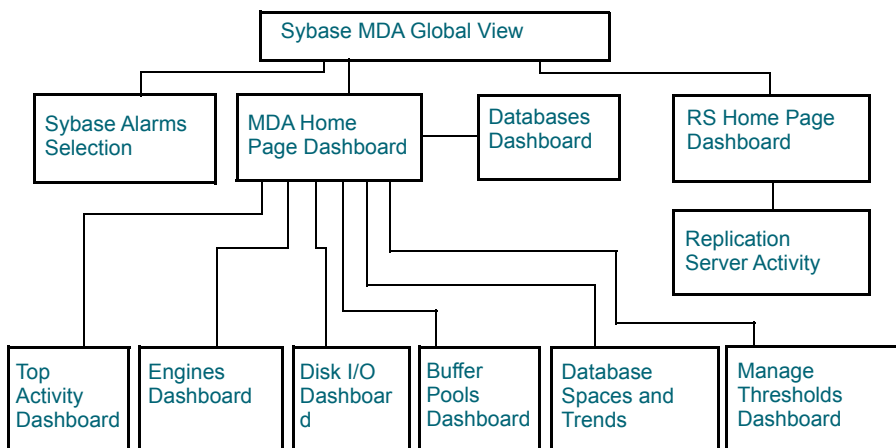 Sybase MDA Global View
Sybase Alarms
Selection
MDA Home
Page Dashboard
Databases
Dashboard
RS Home Page
Dashboard
Replication
Server Activity
Top
Activity
Dashboard
Engines
Dashboard
Disk I/O
Dashboar
d
Buffer
Pools
Dashboard
Database
Spaces and
Trends
Manage
Thresholds
Dashboard